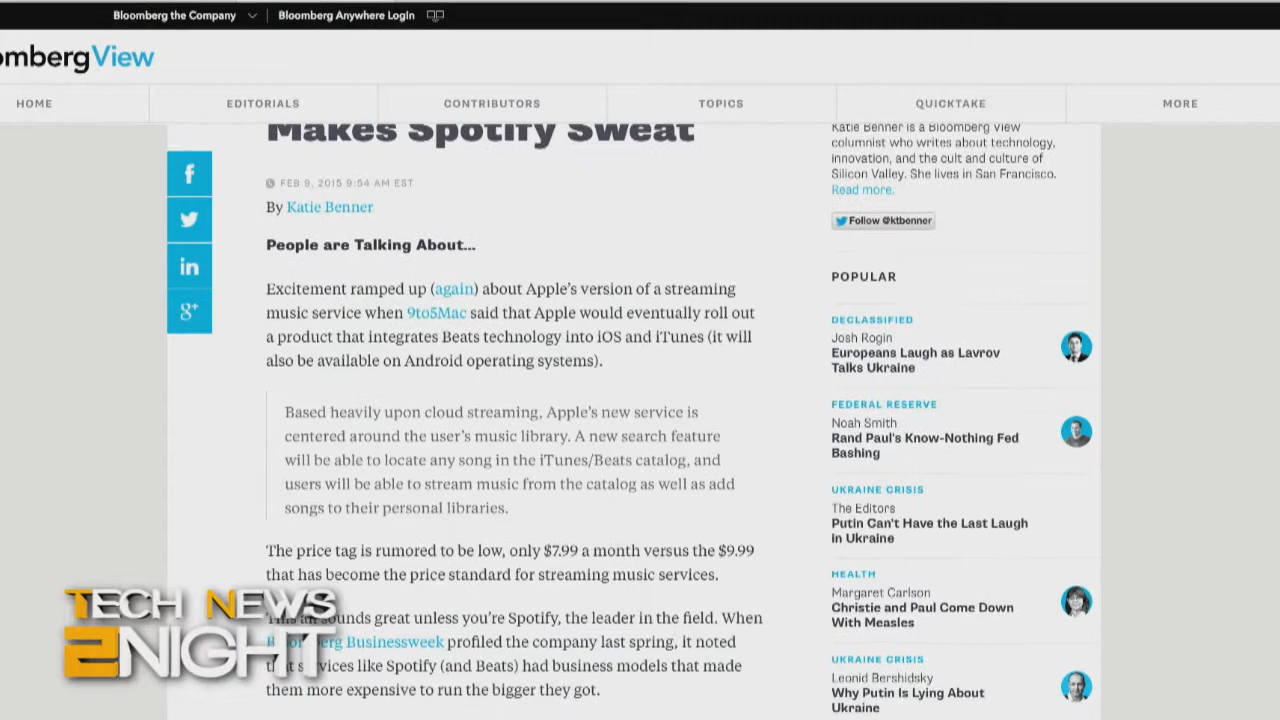 Bloomberg the Company
Bloomberg Anywhere Login
ombergView
HOME
EDITORIALS
CONTRIBUTORS
TOPICS
QUICKTAKE
MORE
Makes Spotify Sweat
FEB 9, 2015 9:54 AM EST
By Katie Benner
People are Talking About...
Excitement ramped up (again) about Apple's version of a streaming
music service when 9to5Mac said that Apple would eventually roll out
a product that integrates Beats technology into iOS and iTunes (it will
also be available on Android operating systems).
Based heavily upon cloud streaming, Apple's new service is
centered around the user's music library. A new search feature
will be able to locate any song in the iTunes/Beats catalog, and
users will be able to stream music from the catalog as well as add
songs to their personal libraries.
The price tag is rumored to be low, only $7.99 a month versus the $9.99
that has become the price standard for streaming music services.
sounds great unless you're Spotify, the leader in the field. When
Businessweek profiled the company last spring, it noted
like Spotify (and Beats) had business models that made
them more expensive to run the bigger they got.
f
in
g+
Katie Benner is a Bloomberg View
columnist who writes about technology,
innovation, and the cult and culture of
Silicon Valley. She lives in San Francisco.
Read more.
Follow @ktbenner
POPULAR
DECLASSIFIED
Josh Rogin
Europeans Laugh as Lavrov
Talks Ukraine
FEDERAL RESERVE
Noah Smith
Rand Paul's Know-Nothing Fed
Bashing
UKRAINE CRISIS
The Editors
Putin Can't Have the Last Laugh
in Ukraine
HEALTH
Margaret Carlson
Christie and Paul Come Down
With Measles
UKRAINE CRISIS
Leonid Bershidsky
Why Putin Is Lying About
Ukraine
TECH NEWS
2NIGHT